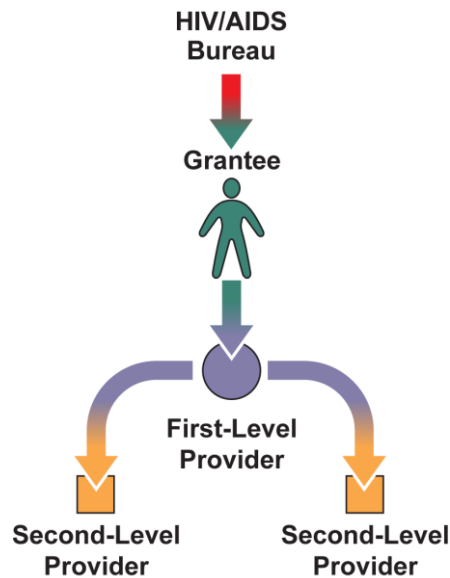 HIV/AIDS
Bureau
Grantee
First-Level
Provider
Second-Level
Provider
Second-Level
Provider